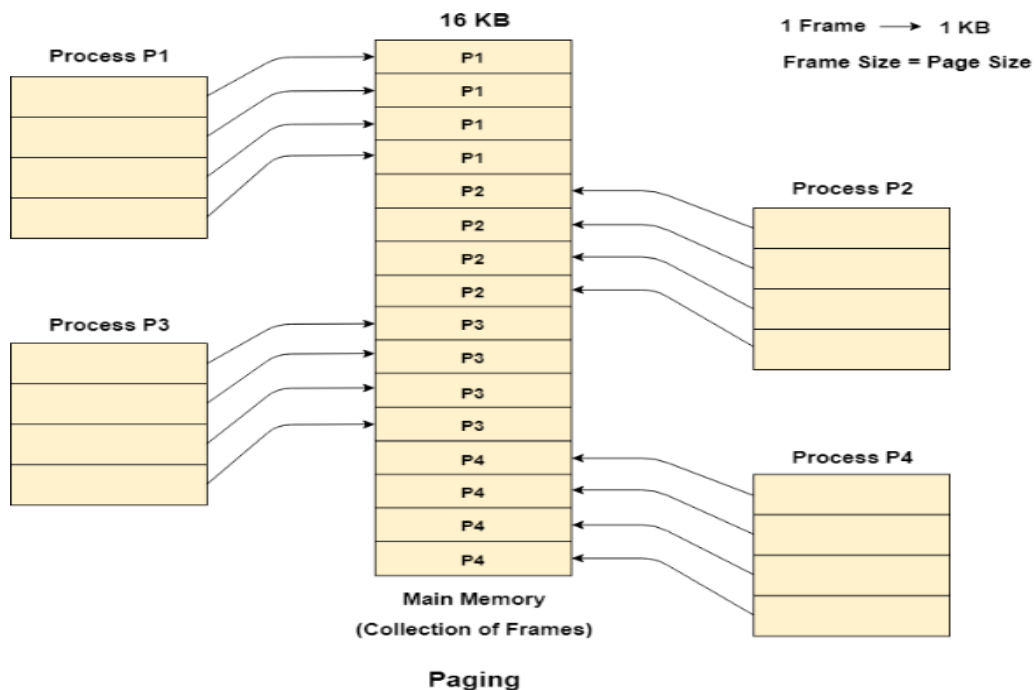 16 KB
1 Frame → 1 KB
Frame Size = Page Size
Process P1
P1
P1
P1
P1
P2
P2
P2
P2
P3
P3
P3
P3
P4
P4
P4
P4
Process P2
Process P3
Process P4
Main Memory
(Collection of Frames)
Paging